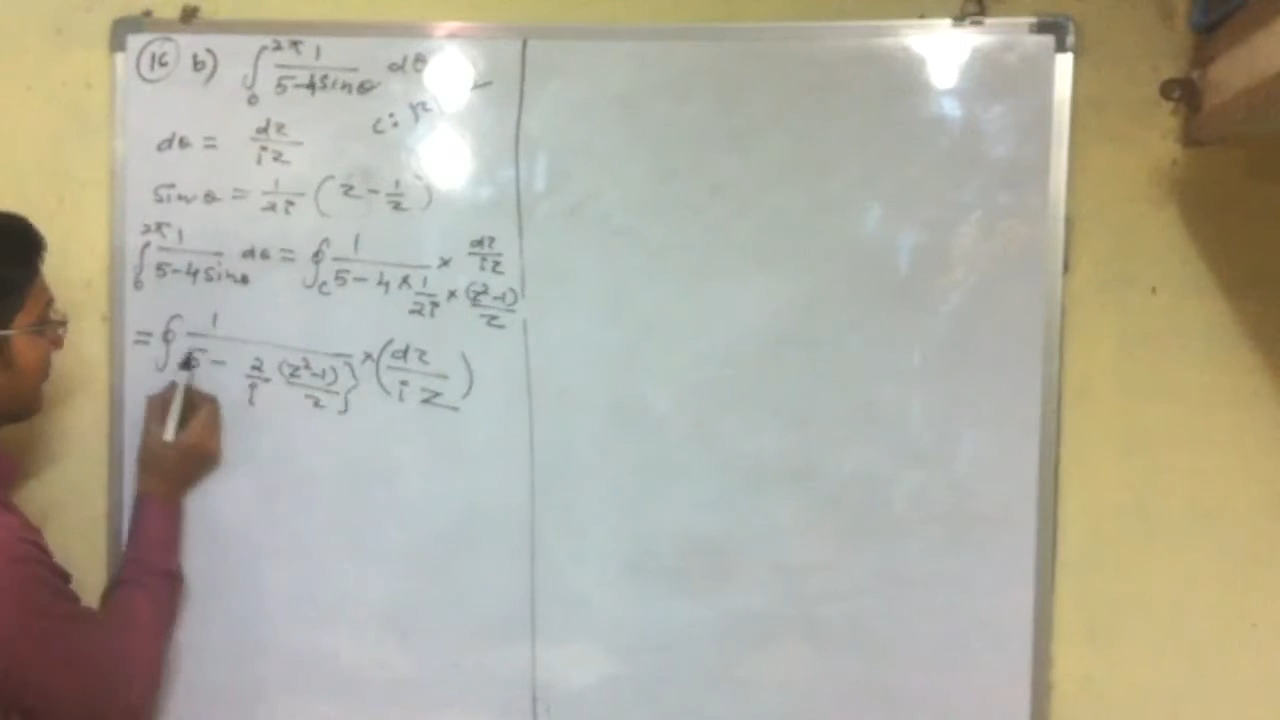 16 b) ∫₀^2π 1/(5-4sinθ) dθ
c: |z|
dθ = dz/iz
sinθ = 1/2i (z - 1/z)
∫₀^2π 1/(5-4sinθ) dθ = ∮_c 1/(5-4×1/2i×(z²-1)/z) × dz/iz
= ∮ 1/{5 - 2/i (z²-1)/z} × (dz/iz)